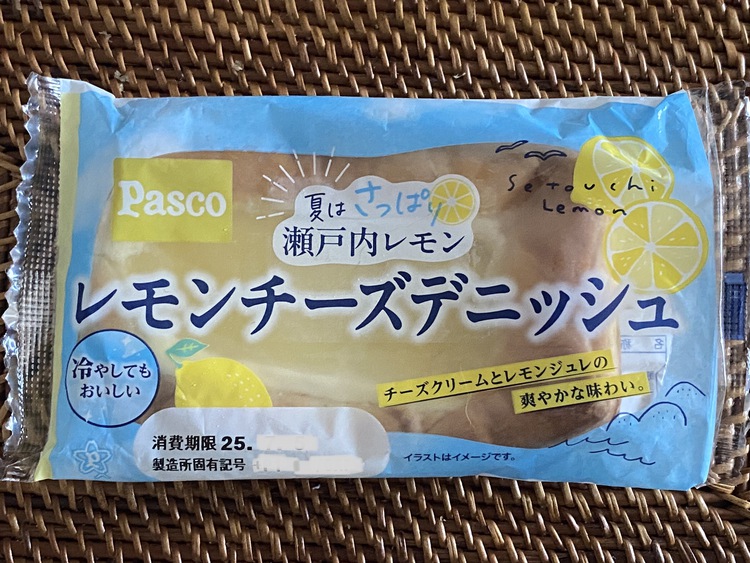 Pasco
夏は さっぱり
瀬戸内レモン
Setouchi
Lemon
レモンチーズデニッシュ
冷やしても
おいしい
チーズクリームとレモンジュレの
爽やかな味わい。
消費期限 25.
製造所固有記号
イラストはイメージです。
名 称